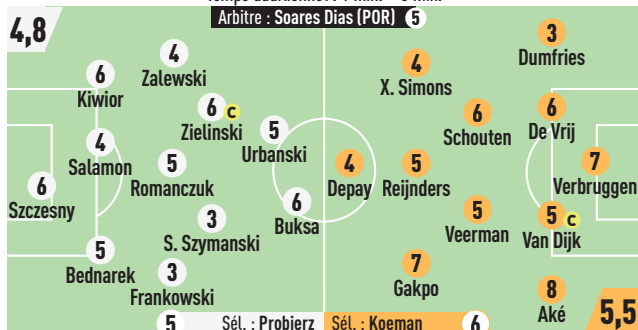 Arbitre : Soares Dias (POR) 5
4,8
3
Dumfries
4
Zalewski
4
X. Simons
6
Kiwior
6 C
Zielinski
6
Schouten
6
De Vrij
4
Salamon
5
Urbanski
7
Verbruggen
5
Romanczuk
4
Depay
5
Reijnders
6
Szczesny
6
Buksa
3
S. Szymanski
5
Veerman
5 C
Van Dijk
5
Bednarek
3
Frankowski
7
Gakpo
8
Aké
5 Sél. : Probierz
Sél. : Koeman 6
5,5